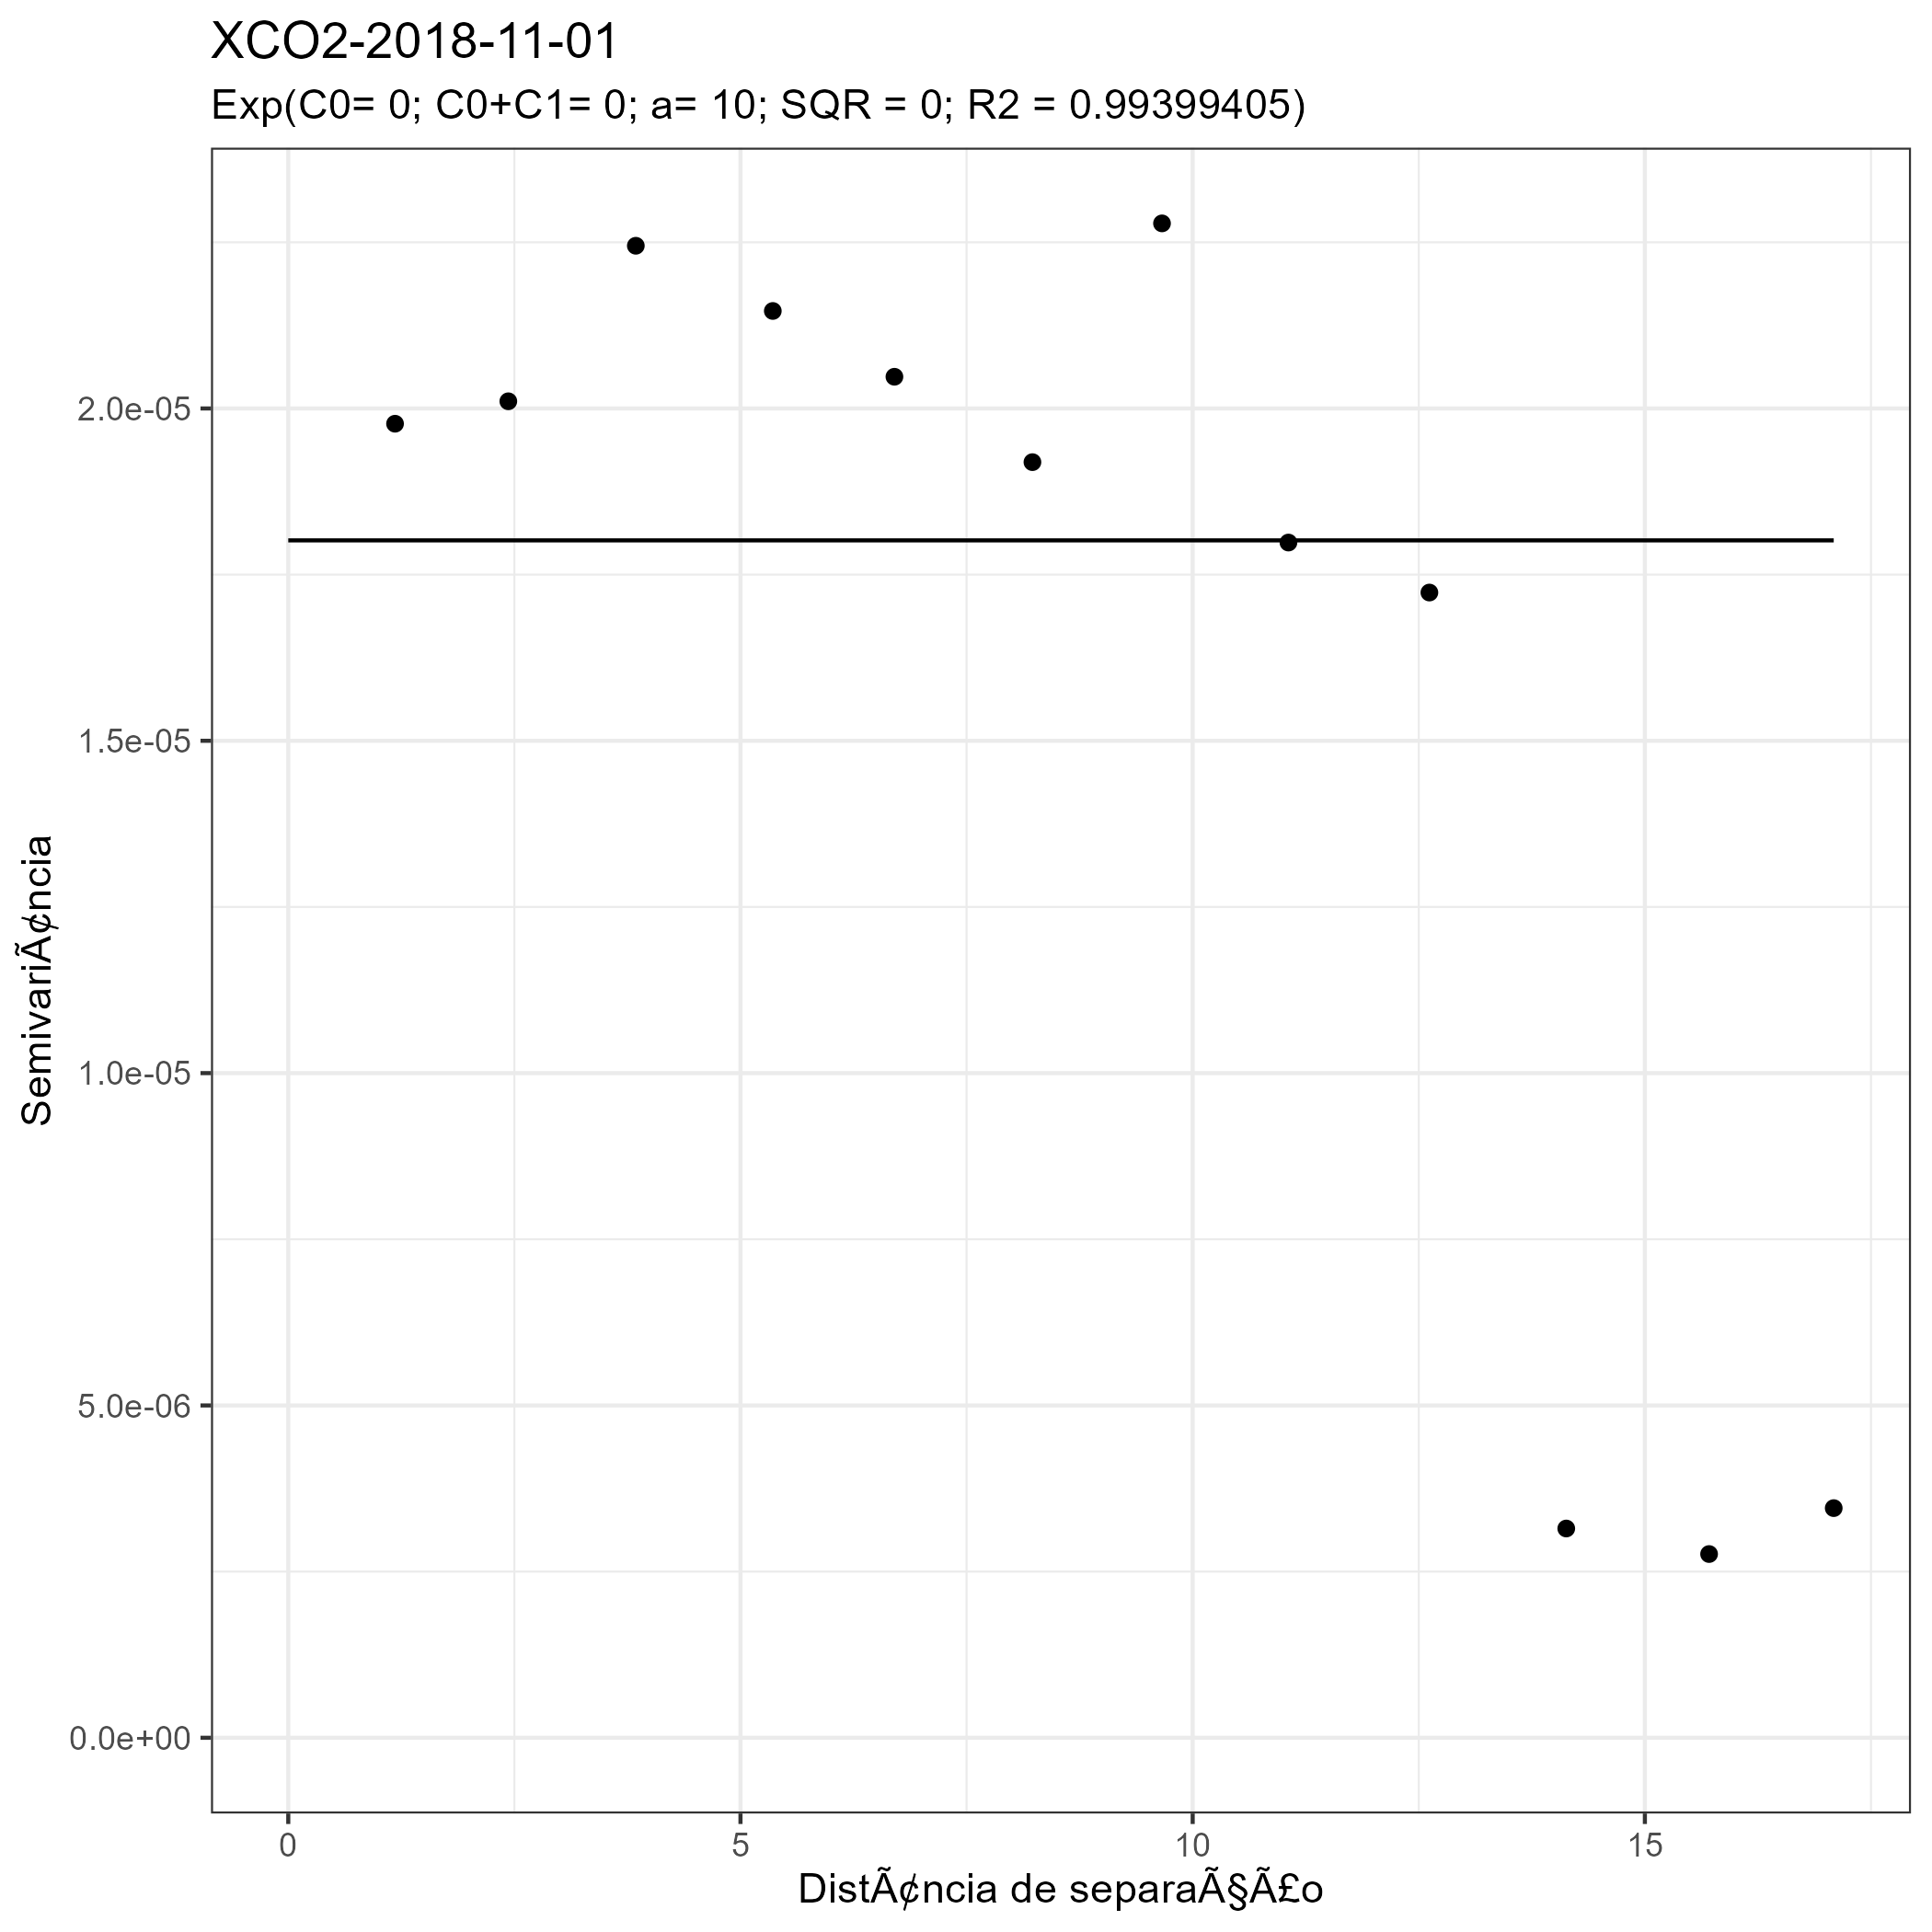 XCO2-2018-11-01
Exp(C0= 0; C0+C1= 0; a= 10; SQR = 0; R2 = 0.99399405)
SemivariÃ¢ncia
2.0e-05
1.5e-05
1.0e-05
5.0e-06
0.0e+00
0 5 10 15
DistÃ¢ncia de separaÃ§Ã£o